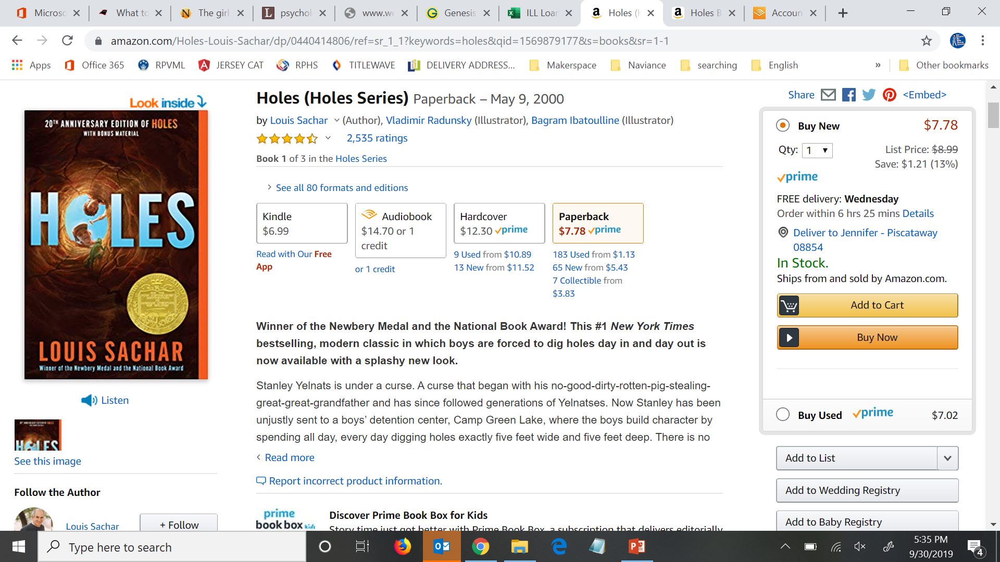 Microsc
What tc
The girl
psychol
www.we
Genesis
ILL Loar
Holes (H
Holes B
Accoun
amazon.com/Holes-Louis-Sachar/dp/0440414806/ref=sr_1_1?keywords=holes&qid=1569879177&s=books&sr=1-1
Apps
Office 365
RPVML
JERSEY CAT
RPHS
TITLEWAVE
DELIVERY ADDRESS...
Makerspace
Naviance
searching
English
»
Other bookmarks
Look inside
20TH ANNIVERSARY EDITION OF HOLES
WITH BONUS MATERIAL
HOLES
LOUIS SACHAR
Winner of the Newbery Medal and the National Book Award
Listen
See this image
Follow the Author
Louis Sachar
+ Follow
Holes (Holes Series) Paperback – May 9, 2000
by Louis Sachar (Author), Vladimir Radunsky (Illustrator), Bagram Ibatoulline (Illustrator)
2,535 ratings
Book 1 of 3 in the Holes Series
See all 80 formats and editions
Kindle
$6.99
Read with Our Free
App
Audiobook
$14.70 or 1
credit
or 1 credit
Hardcover
$12.30 prime
9 Used from $10.89
13 New from $11.52
Paperback
$7.78 prime
183 Used from $1.13
65 New from $5.43
7 Collectible from
$3.83
Winner of the Newbery Medal and the National Book Award! This #1 New York Times
bestselling, modern classic in which boys are forced to dig holes day in and day out is
now available with a splashy new look.
Stanley Yelnats is under a curse. A curse that began with his no-good-dirty-rotten-pig-stealing-
great-great-grandfather and has since followed generations of Yelnatses. Now Stanley has been
unjustly sent to a boys’ detention center, Camp Green Lake, where the boys build character by
spending all day, every day digging holes exactly five feet wide and five feet deep. There is no
Read more
Report incorrect product information.
prime
book box kids
Discover Prime Book Box for Kids
Story time just got better with Prime Book Box, a subscription that delivers editorially
Share
<Embed>
Buy New
$7.78
Qty: 1
List Price: $8.99
Save: $1.21 (13%)
prime
FREE delivery: Wednesday
Order within 6 hrs 25 mins Details
Deliver to Jennifer - Piscataway
08854
In Stock.
Ships from and sold by Amazon.com.
Add to Cart
Buy Now
Buy Used prime $7.02
Add to List
Add to Wedding Registry
Add to Baby Registry
Type here to search
5:35 PM
9/30/2019
4